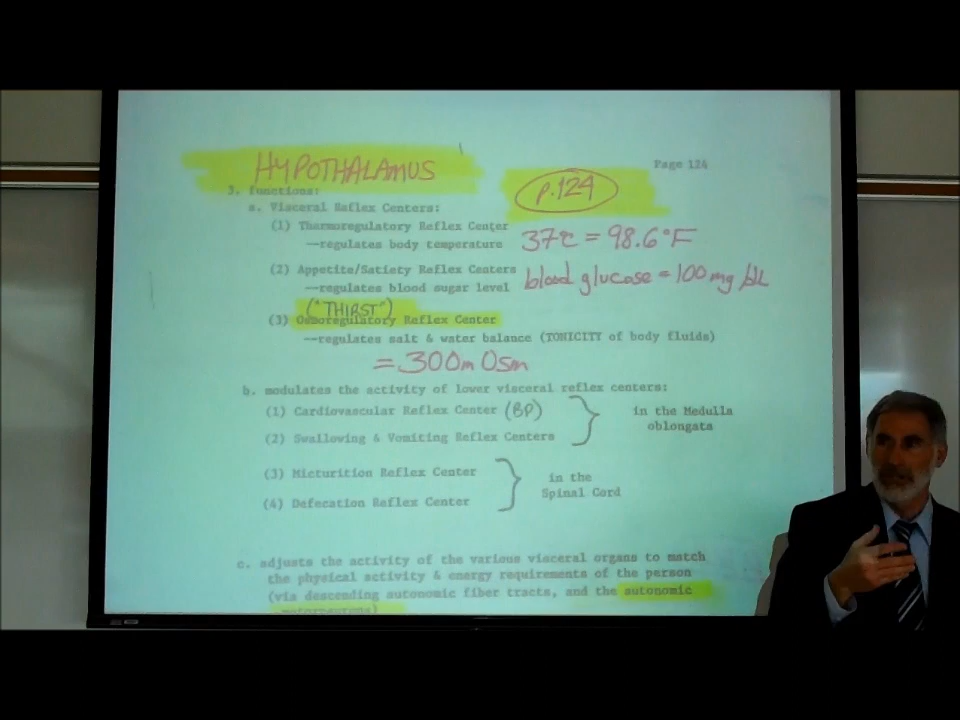 HYPOTHALAMUS
Page 124
p.124
3. functions:
a. Visceral Reflex Centers:
(1) Thermoregulatory Reflex Center
--regulates body temperature 37°C = 98.6°F
(2) Appetite/Satiety Reflex Centers
--regulates blood sugar level blood glucose = 100 mg/dL
("THIRST")
(3) Osmoregulatory Reflex Center
--regulates salt & water balance (TONICITY of body fluids)
= 300m Osm
b. modulates the activity of lower visceral reflex centers:
(1) Cardiovascular Reflex Center (BP)
(2) Swallowing & Vomiting Reflex Centers
in the Medulla
oblongata
(3) Micturition Reflex Center
(4) Defecation Reflex Center
in the
Spinal Cord
c. adjusts the activity of the various visceral organs to match
the physical activity & energy requirements of the person
(via descending autonomic fiber tracts, and the autonomic
motorneurons)